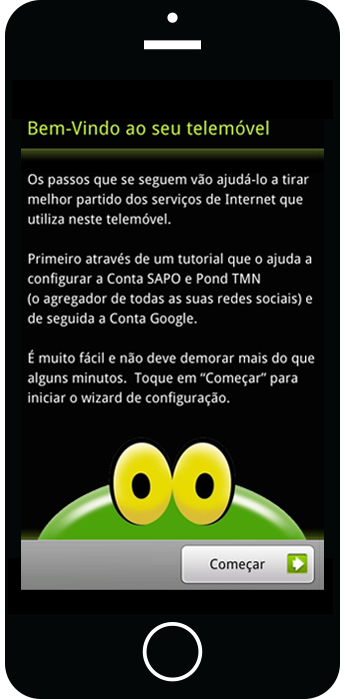 Bem-Vindo ao seu telemóvel
Os passos que se seguem vão ajudá-lo a tirar
melhor partido dos serviços de Internet que
utiliza neste telemóvel.
Primeiro através de um tutorial que o ajuda a
configurar a Conta SAPO e Pond TMN
(o agregador de todas as suas redes sociais) e
de seguida a Conta Google.
É muito fácil e não deve demorar mais do que
alguns minutos. Toque em “Começar” para
iniciar o wizard de configuração.
Começar